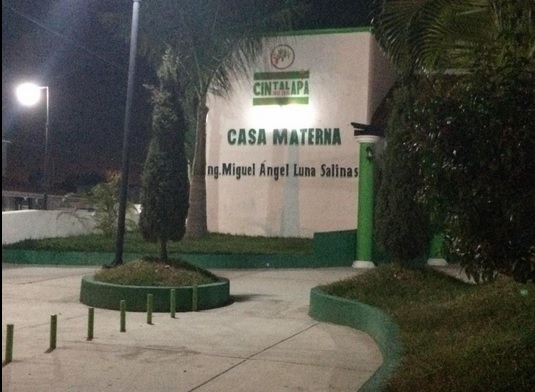 CINTALAPA
CASA MATERNA
ng.Miguel Ángel Luna Salinas